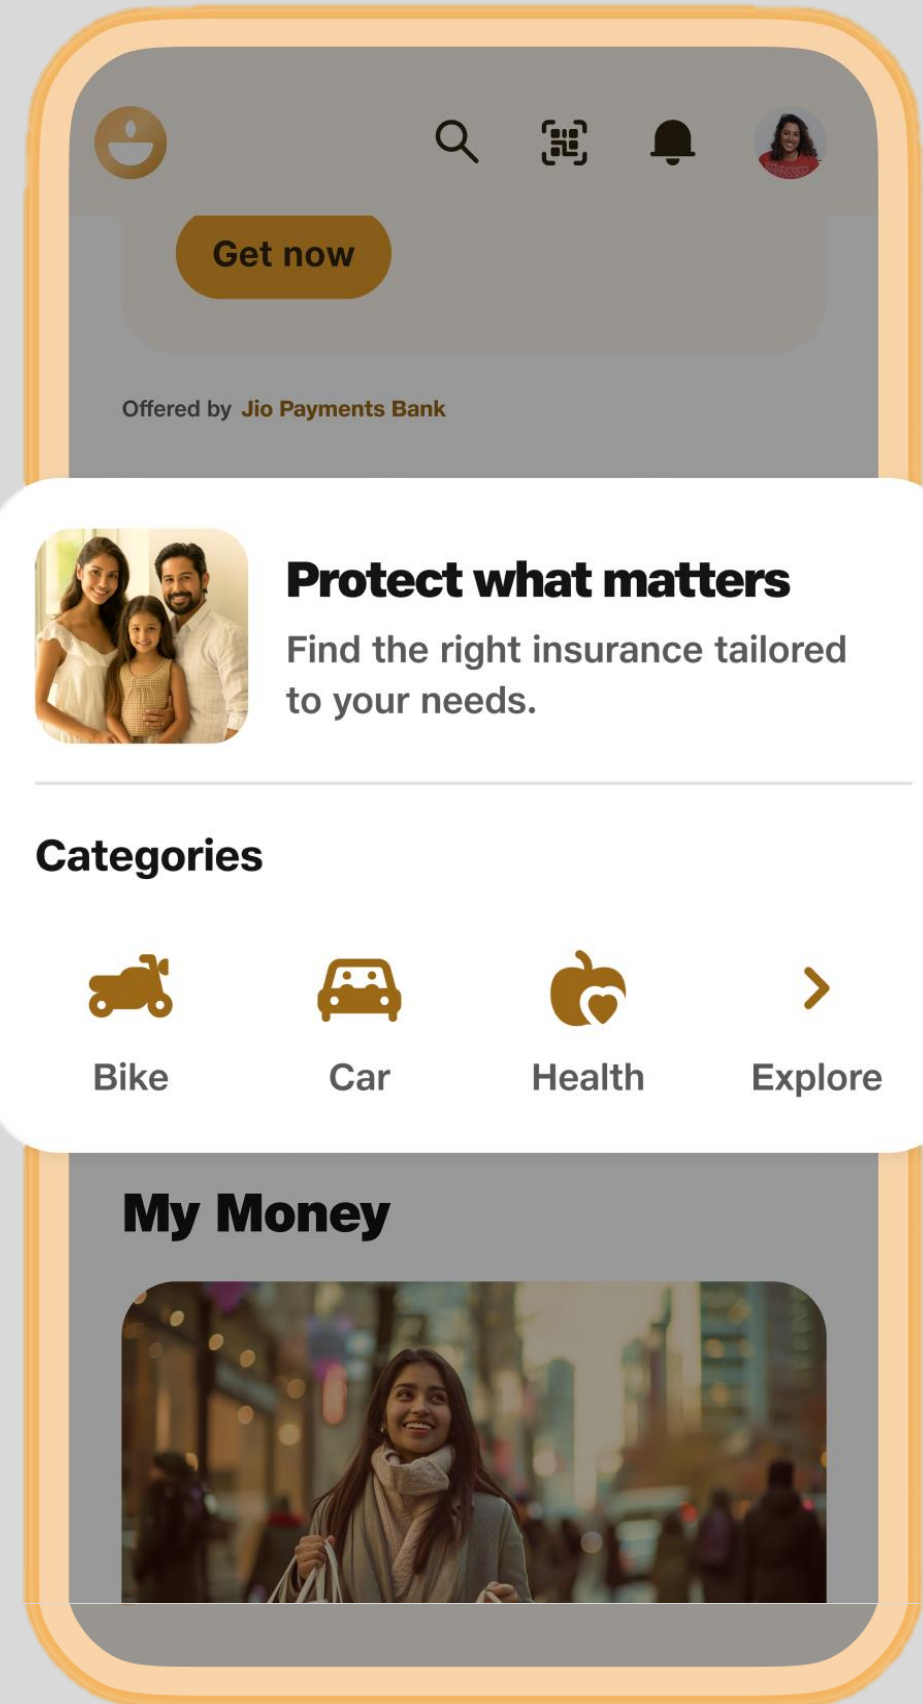 Get now
Offered by Jio Payments Bank
Protect what matters
Find the right insurance tailored
to your needs.
Categories
Bike
Car
Health
Explore
My Money